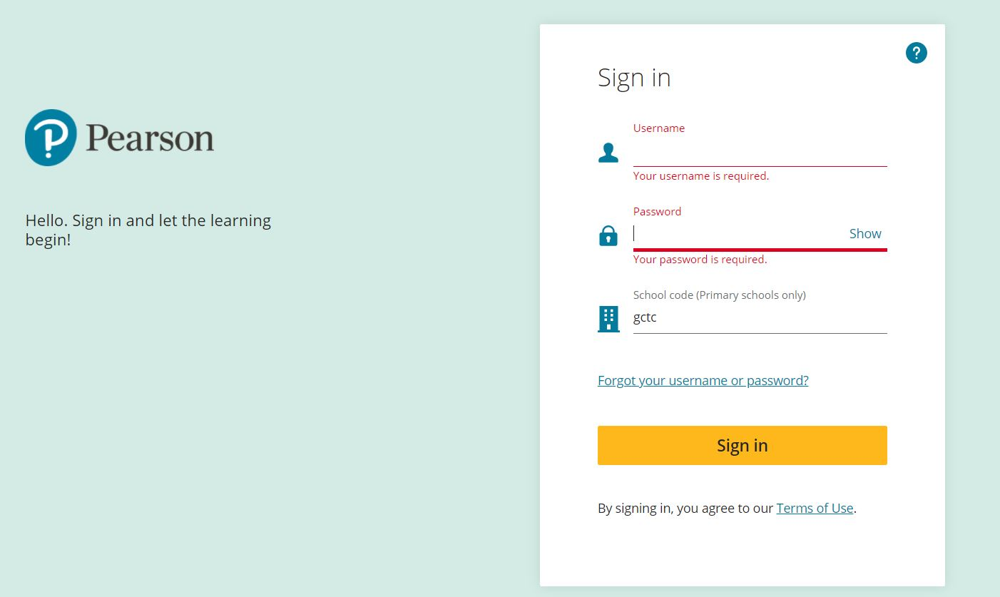 Pearson
Hello. Sign in and let the learning
begin!
?
Sign in
Username
Your username is required.
Password
Show
Your password is required.
School code (Primary schools only)
gctc
Forgot your username or password?
Sign in
By signing in, you agree to our Terms of Use.